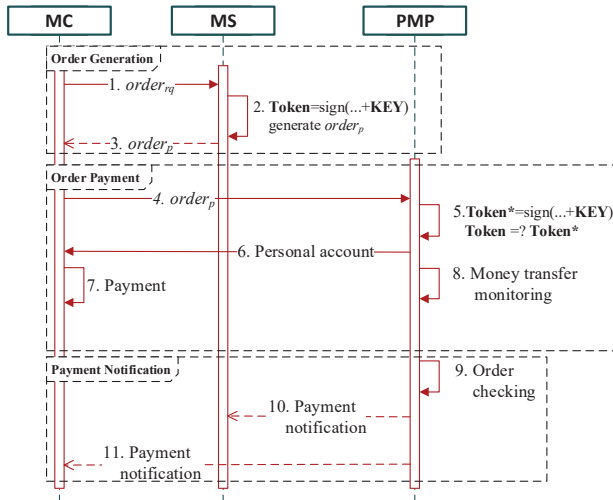 MC MS PMP
Order Generation
1. order_rq
2. Token=sign(...+KEY)
generate order_p
3. order_p
Order Payment
4. order_p
5.Token*=sign(...+KEY)
Token =? Token*
6. Personal account
7. Payment
8. Money transfer
monitoring
Payment Notification
9. Order
checking
10. Payment
notification
11. Payment
notification